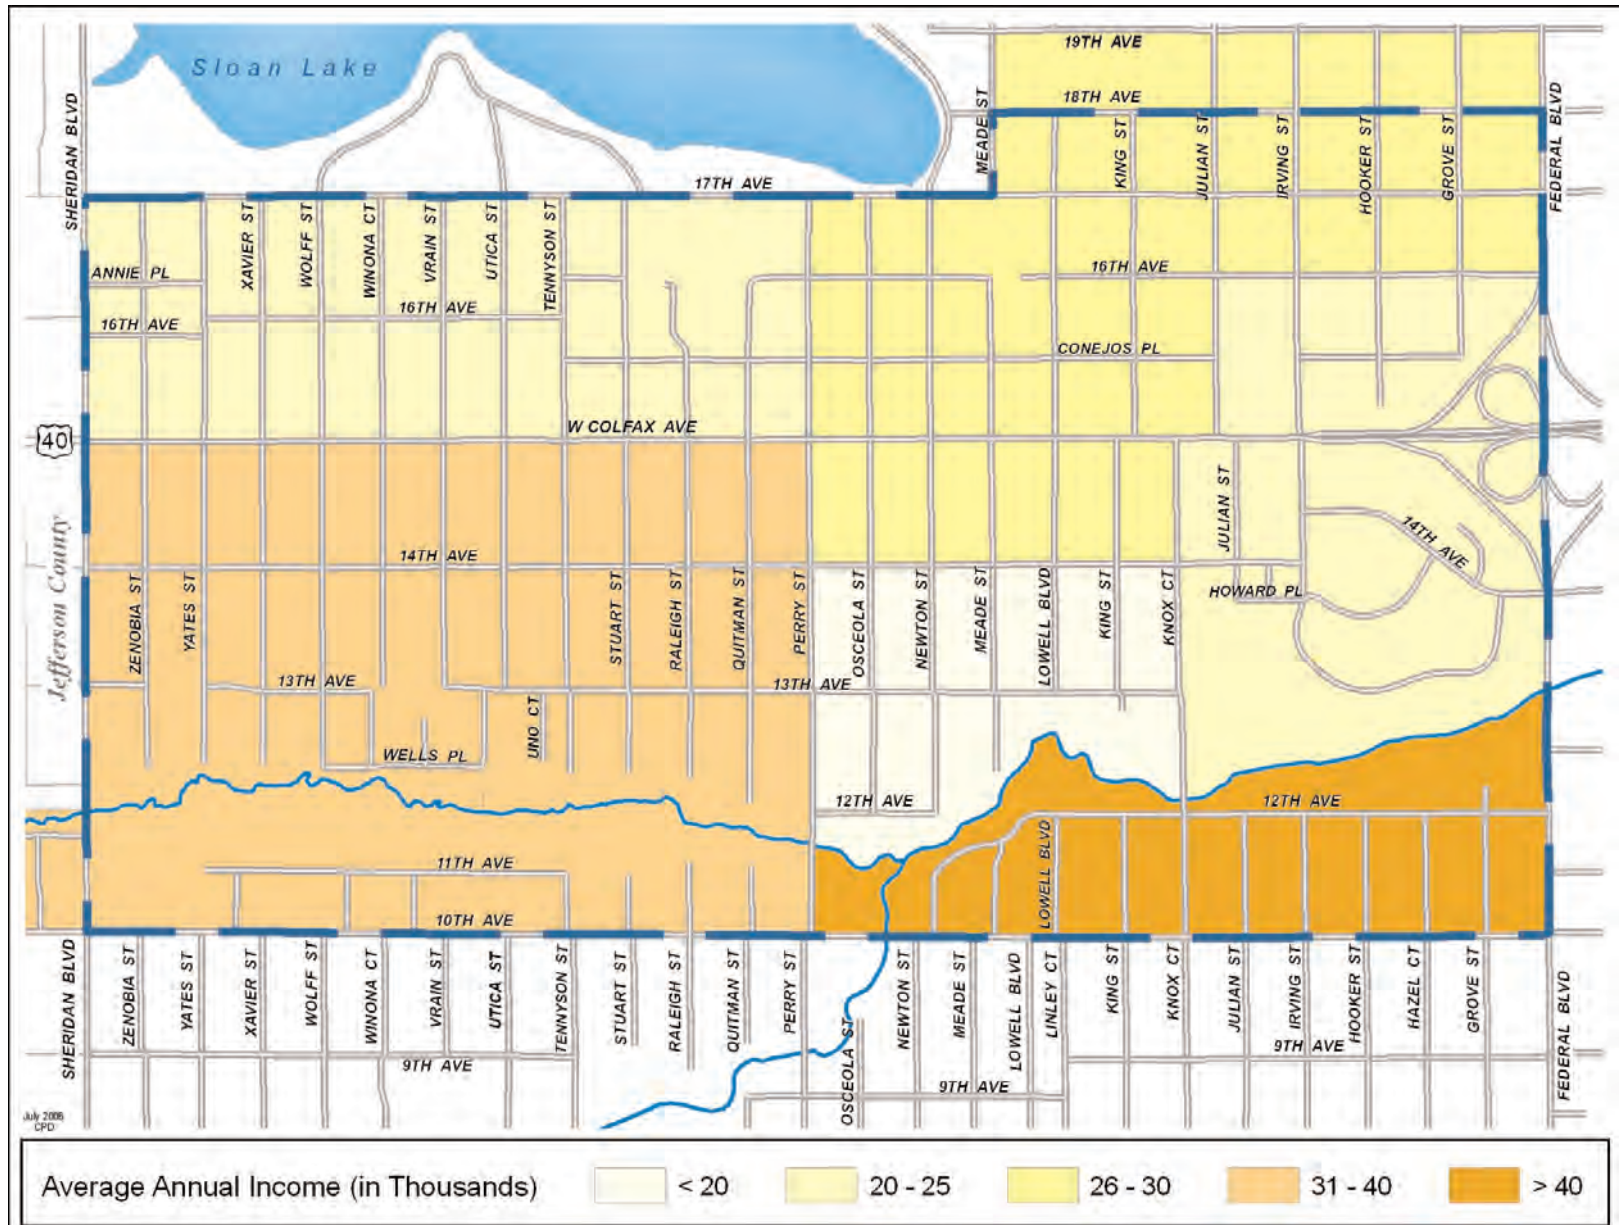 Sloan Lake
19TH AVE
18TH AVE
SHERIDAN BLVD
MEADE ST
KING ST
JULIAN ST
IRVING ST
HOOKER ST
GROVE ST
FEDERAL BLVD
17TH AVE
XAVIER ST
WOLFF ST
WINONA CT
VRAIN ST
UTICA ST
TENNYSON ST
ANNIE PL
16TH AVE
16TH AVE
16TH AVE
CONEJOS PL
40
W COLFAX AVE
JULIAN ST
14TH AVE
Jefferson County
14TH AVE
HOWARD PL
ZENOBIA ST
YATES ST
STUART ST
RALEIGH ST
QUITMAN ST
PERRY ST
OSCEOLA ST
NEWTON ST
MEADE ST
LOWELL BLVD
KING ST
KNOX CT
13TH AVE
13TH AVE
UNO CT
WELLS PL
12TH AVE
12TH AVE
LOWELL BLVD
11TH AVE
10TH AVE
SHERIDAN BLVD
ZENOBIA ST
YATES ST
XAVIER ST
WOLFF ST
WINONA CT
VRAIN ST
UTICA ST
TENNYSON ST
STUART ST
RALEIGH ST
QUITMAN ST
PERRY ST
OSCEOLA ST
NEWTON ST
MEADE ST
LOWELL BLVD
LINLEY CT
KING ST
KNOX CT
JULIAN ST
IRVING ST
HOOKER ST
HAZEL CT
GROVE ST
FEDERAL BLVD
9TH AVE
9TH AVE
9TH AVE
July 2006
CPD
Average Annual Income (in Thousands)
< 20
20 - 25
26 - 30
31 - 40
> 40